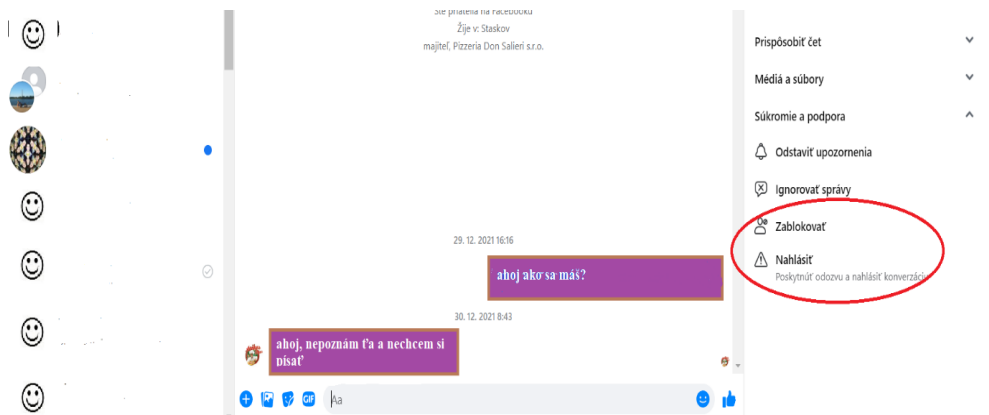 Ste priatelia na Facebooku
Žije v: Staskov
majiteľ, Pizzeria Don Salieri s.r.o.
29. 12. 2021 16:16
ahoj ako sa máš?
30. 12. 2021 8:43
ahoj, nepoznám ťa a nechcem si
písať
GIF
Aa
Prispôsobiť čet
Médiá a súbory
Súkromie a podpora
Odstaviť upozornenia
Ignorovať správy
Zablokovať
Nahlásiť
Poskytnúť odozvu a nahlásiť konverzáciu